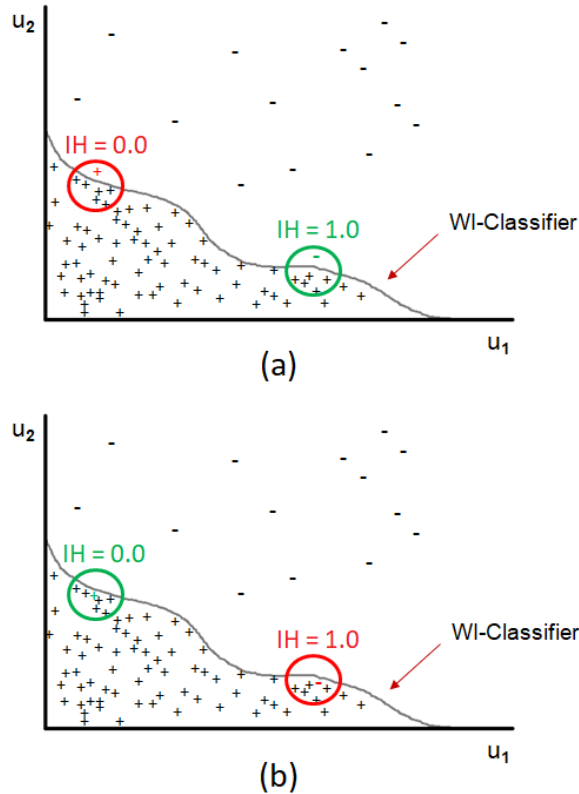 u2
IH = 0.0
IH = 1.0
WI-Classifier
u1
(a)
u2
IH = 0.0
IH = 1.0
WI-Classifier
u1
(b)